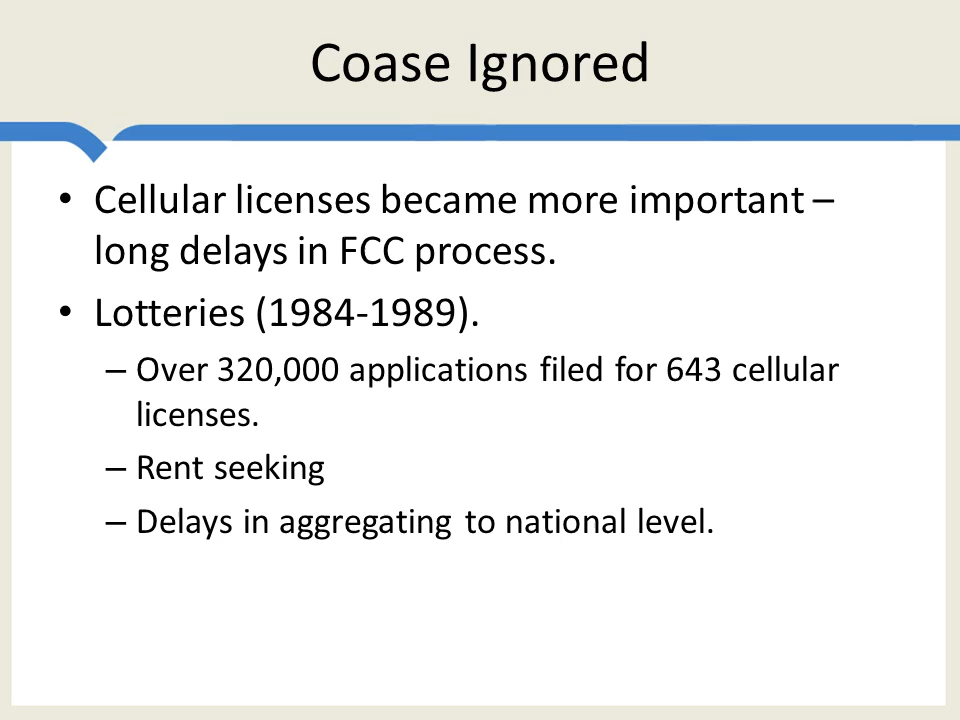 Coase Ignored
• Cellular licenses became more important –
long delays in FCC process.
• Lotteries (1984-1989).
– Over 320,000 applications filed for 643 cellular
licenses.
– Rent seeking
– Delays in aggregating to national level.